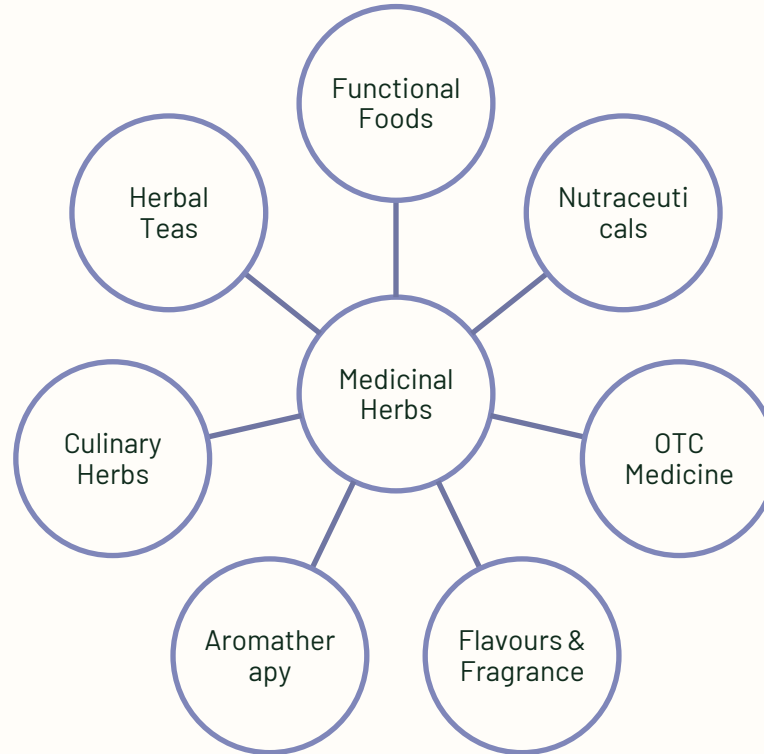 Functional
Foods
Herbal
Teas
Nutraceuti
cals
Medicinal
Herbs
Culinary
Herbs
OTC
Medicine
Aromather
apy
Flavours &
Fragrance